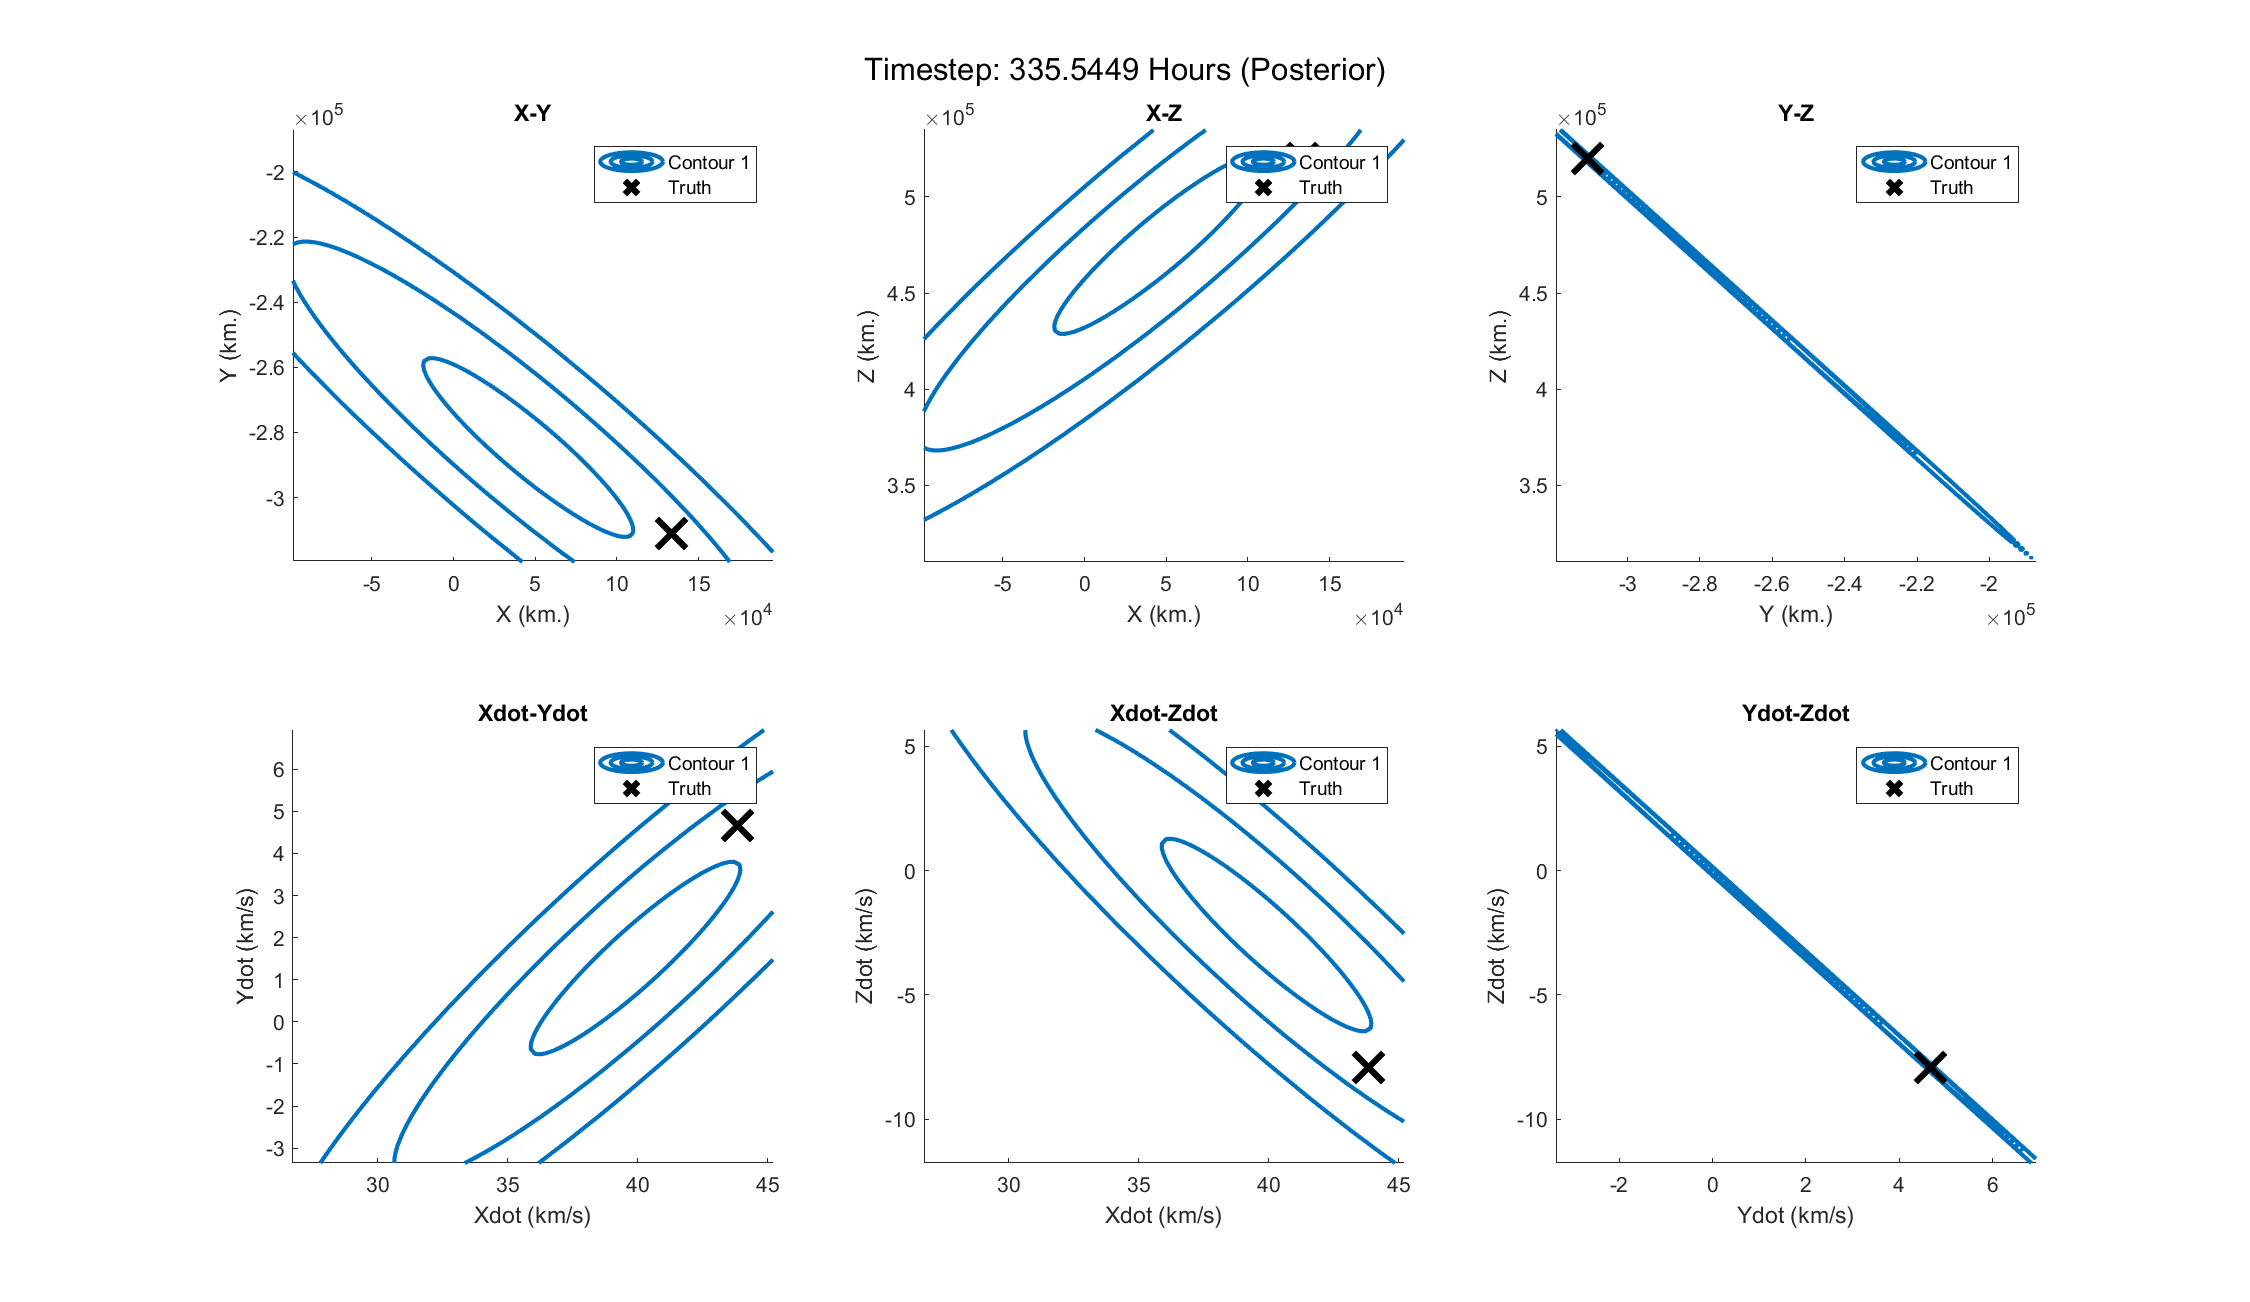 Timestep: 335.5449 Hours (Posterior)
X-Y
×10^5
-2
-2.2
-2.4
-2.6
-2.8
-3
Y (km.)
-5 0 5 10 15
X (km.)
×10^4
Contour 1
Truth
X-Z
×10^5
5
4.5
4
3.5
Z (km.)
-5 0 5 10 15
X (km.)
×10^4
Contour 1
Truth
Y-Z
×10^5
5
4.5
4
3.5
Z (km.)
-3 -2.8 -2.6 -2.4 -2.2 -2
Y (km.)
×10^5
Contour 1
Truth
Xdot-Ydot
6
5
4
3
2
1
0
-1
-2
-3
Ydot (km/s)
30 35 40 45
Xdot (km/s)
Contour 1
Truth
Xdot-Zdot
5
0
-5
-10
Zdot (km/s)
30 35 40 45
Xdot (km/s)
Contour 1
Truth
Ydot-Zdot
5
0
-5
-10
Zdot (km/s)
-2 0 2 4 6
Ydot (km/s)
Contour 1
Truth